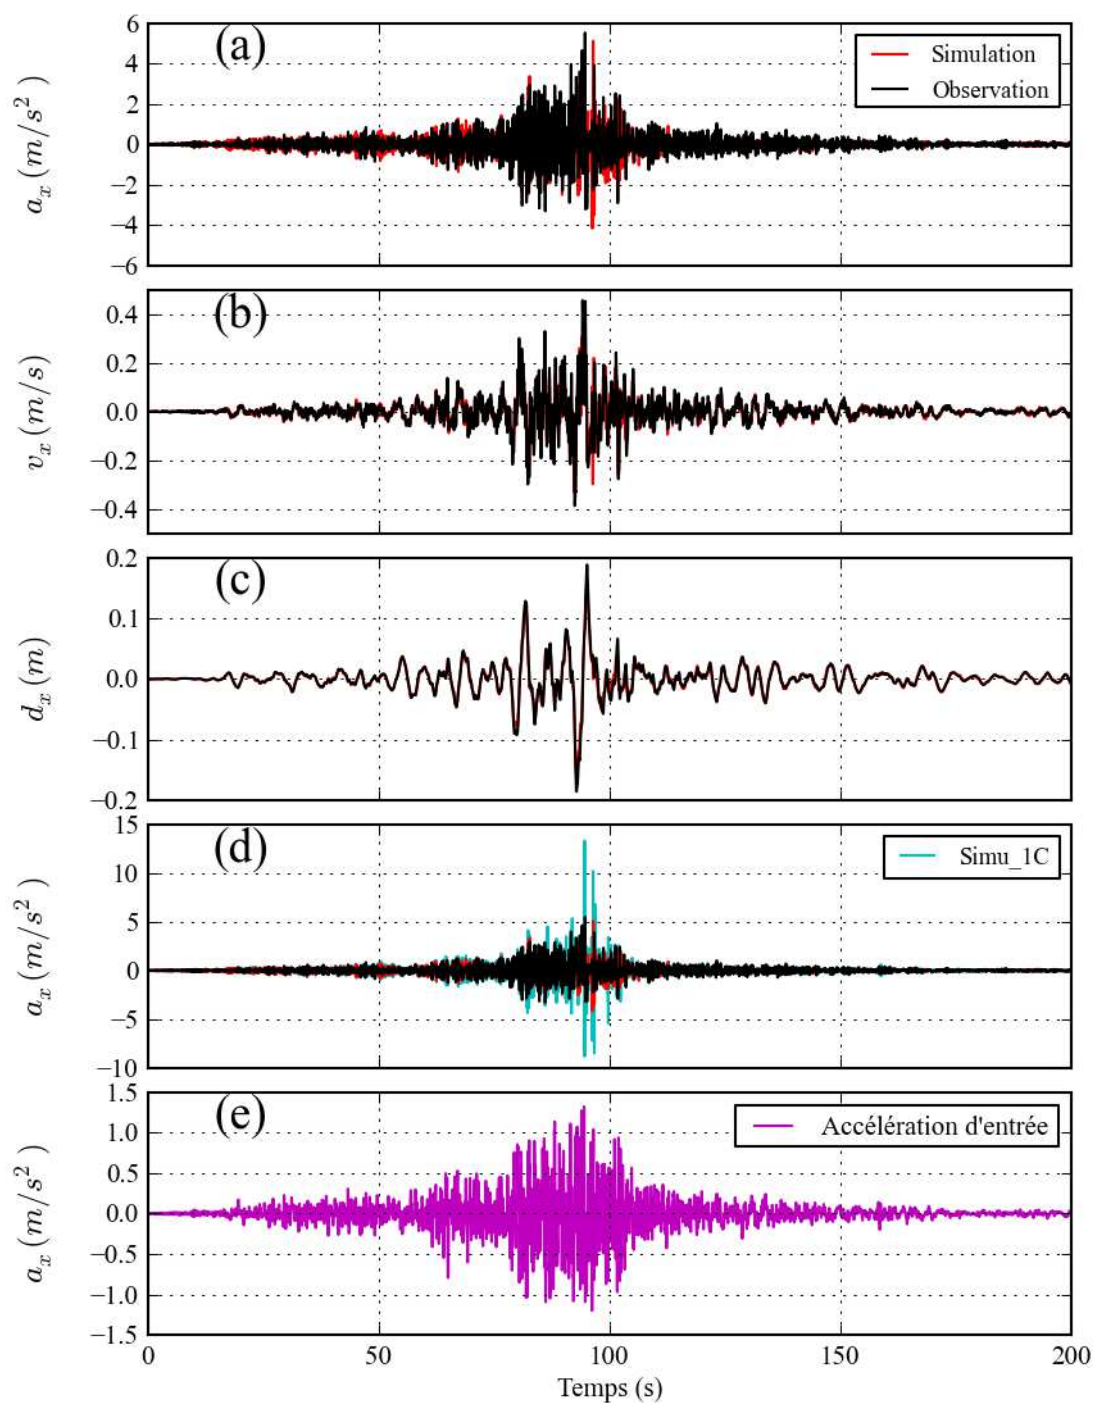 (a)
6
4
2
0
−2
−4
−6
a_x (m/s²)
Simulation
Observation
(b)
0.4
0.2
0.0
−0.2
−0.4
v_x (m/s)
(c)
0.2
0.1
0.0
−0.1
−0.2
d_x (m)
(d)
15
10
5
0
−5
−10
a_x (m/s²)
Simu_1C
(e)
1.5
1.0
0.5
0.0
−0.5
−1.0
−1.5
a_x (m/s²)
Accélération d'entrée
0 50 100 150 200
Temps (s)